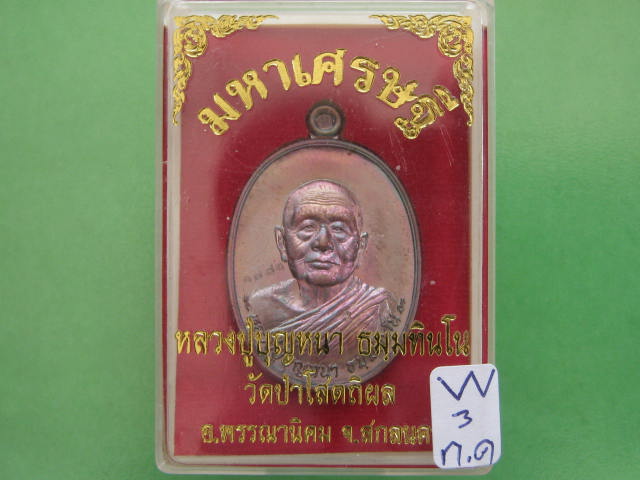 มหาเศรษฐี
หลวงปู่บุญหนา ธมฺมทินโน
วัดป่าโสตถิผล
อ.พรรณานิคม จ.สกลนคร
W
3
ท.ด